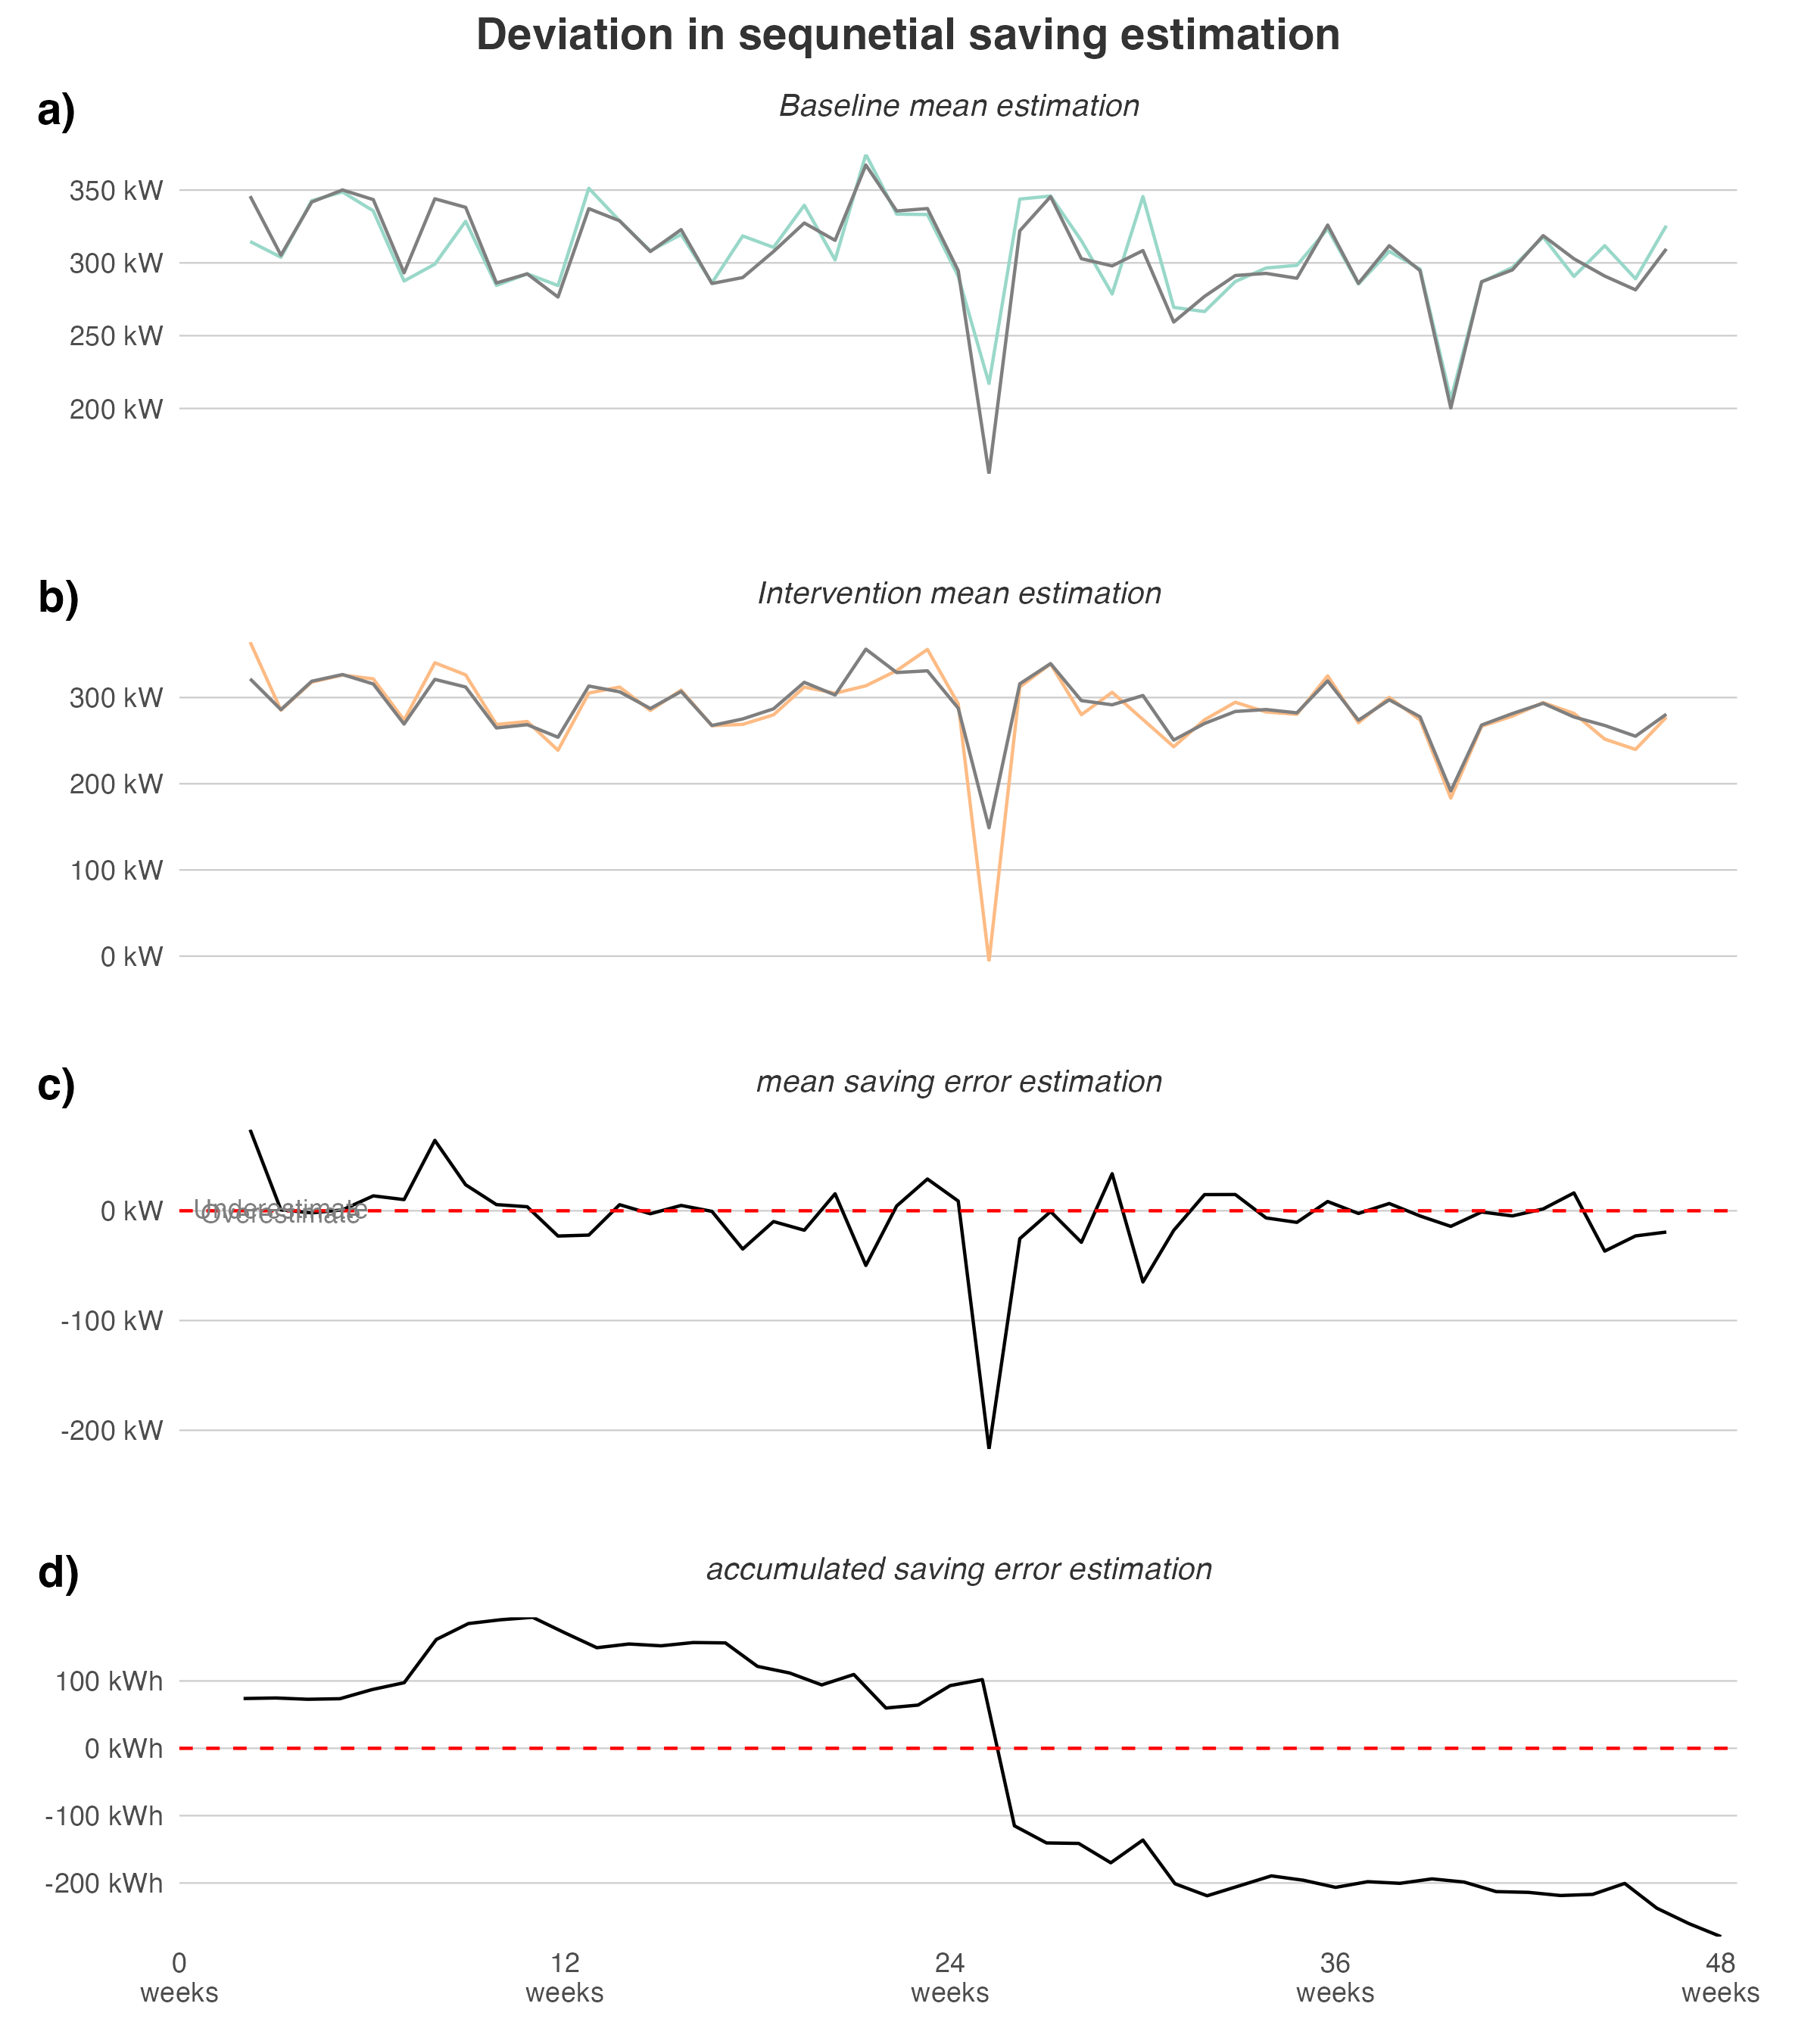 Deviation in sequnetial saving estimation
a)
Baseline mean estimation
350 kW
300 kW
250 kW
200 kW
b)
Intervention mean estimation
300 kW
200 kW
100 kW
0 kW
c)
mean saving error estimation
Underestimate
Overestimate
0 kW
-100 kW
-200 kW
d)
accumulated saving error estimation
100 kWh
0 kWh
-100 kWh
-200 kWh
0 12 24 36 48
weeks weeks weeks weeks weeks